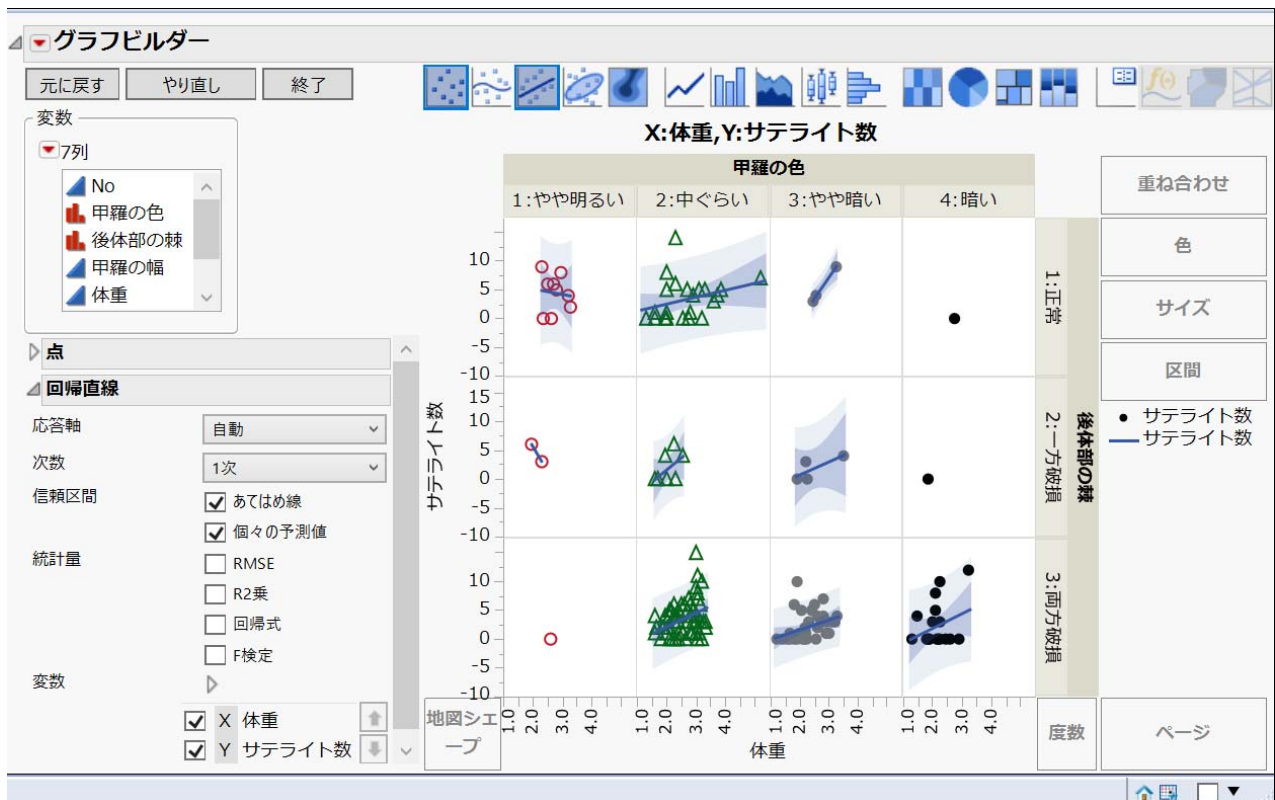 グラフビルダー
元に戻す やり直し 終了
変数
7列
No
甲羅の色
後体部の棘
甲羅の幅
体重
点
回帰直線
応答軸 自動
次数 1次
信頼区間 あてはめ線
個々の予測値
統計量 RMSE
R2乗
回帰式
F検定
変数
X 体重
Y サテライト数
X:体重,Y:サテライト数
甲羅の色
1:やや明るい 2:中ぐらい 3:やや暗い 4:暗い
サテライト数
10
5
0
-5
-10
15
10
5
0
-5
-10
10
5
0
-5
-10
1:正常
2:一方破損
3:両方破損
後体部の棘
1.0 2.0 3.0 4.0 1.0 2.0 3.0 4.0 1.0 2.0 3.0 4.0 1.0 2.0 3.0 4.0
体重
地図シェ
ープ
度数
重ね合わせ
色
サイズ
区間
サテライト数
サテライト数
ページ